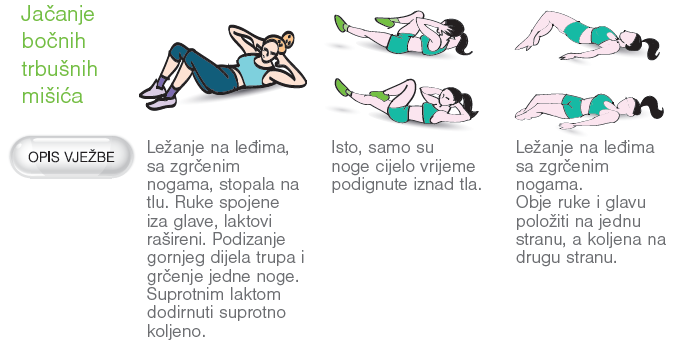 Jačanje
bočnih
trbušnih
mišića
OPIS VJEŽBE
Ležanje na leđima,
sa zgrčenim
nogama, stopala na
tlu. Ruke spojene
iza glave, laktovi
rašireni. Podizanje
gornjeg dijela trupa i
grčenje jedne noge.
Suprotnim laktom
dodirnuti suprotno
koljeno.
Isto, samo su
noge cijelo vrijeme
podignute iznad tla.
Ležanje na leđima
sa zgrčenim
nogama.
Obje ruke i glavu
položiti na jednu
stranu, a koljena na
drugu stranu.